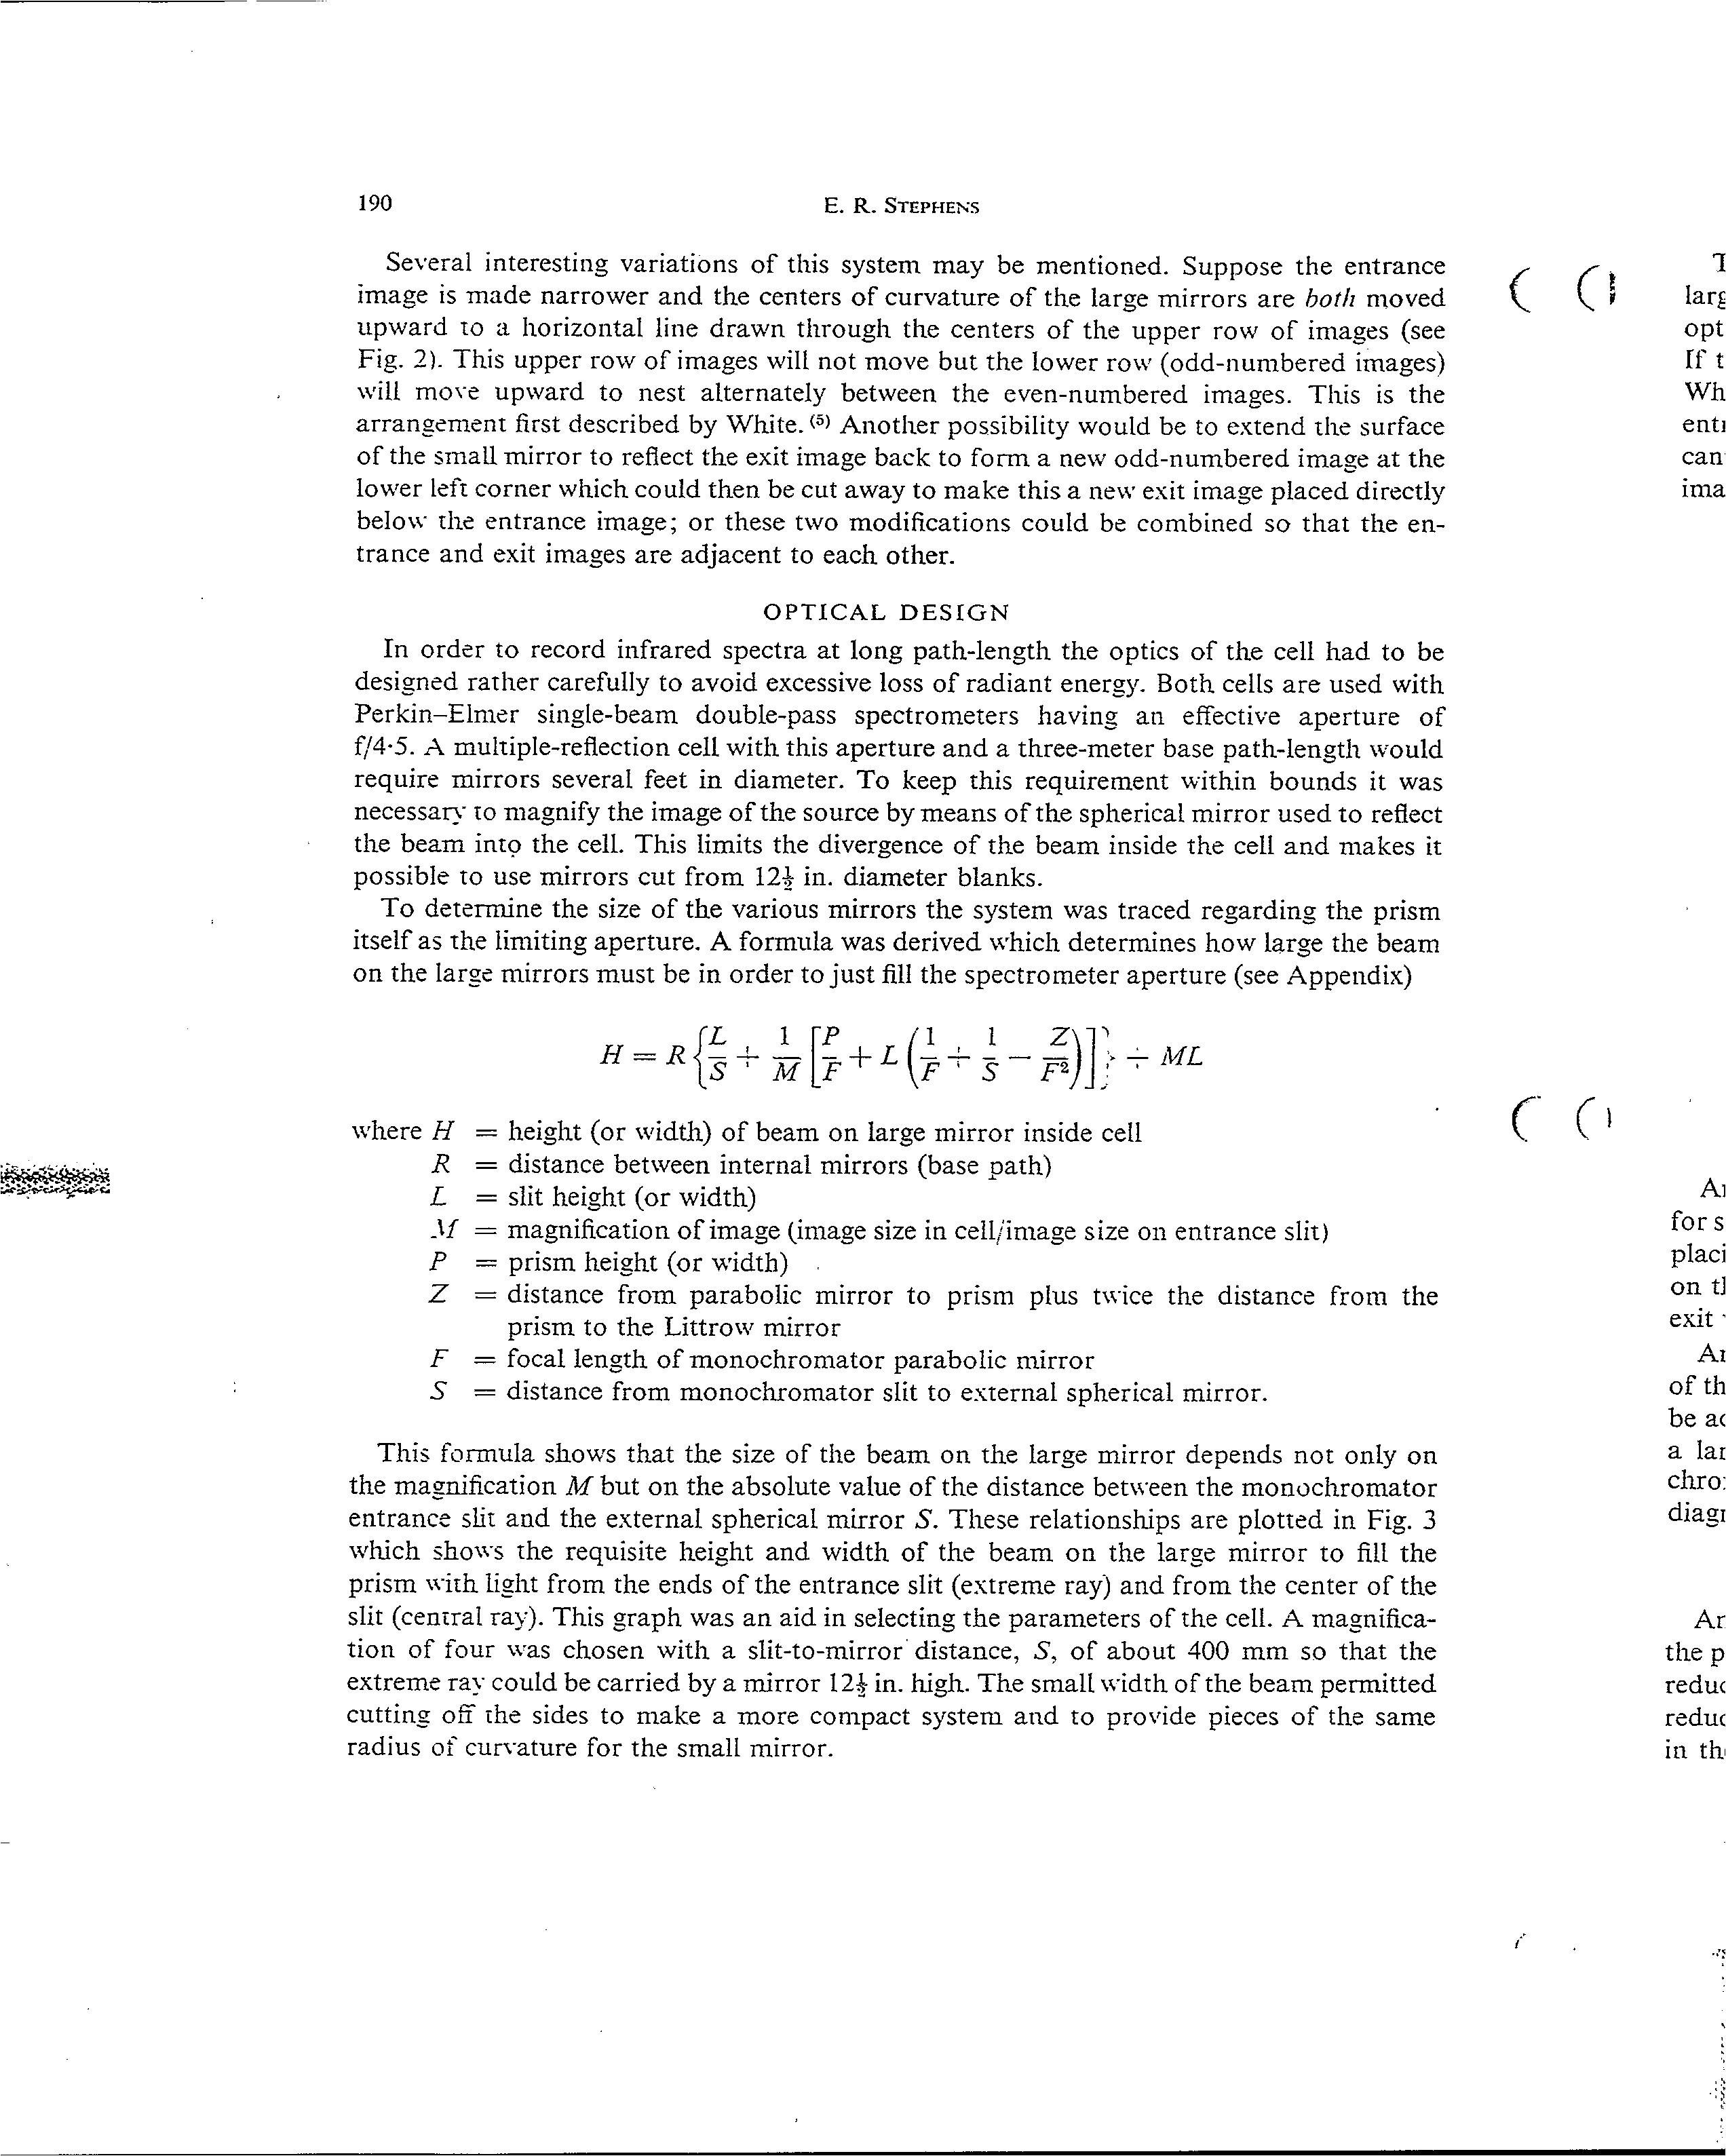 190
E. R. STEPHENS
Several interesting variations of this system may be mentioned. Suppose the entrance
image is made narrower and the centers of curvature of the large mirrors are both moved
upward to a horizontal line drawn through the centers of the upper row of images (see
Fig. 2). This upper row of images will not move but the lower row (odd-numbered images)
will move upward to nest alternately between the even-numbered images. This is the
arrangement first described by White.(5) Another possibility would be to extend the surface
of the small mirror to reflect the exit image back to form a new odd-numbered image at the
lower left corner which could then be cut away to make this a new exit image placed directly
below the entrance image; or these two modifications could be combined so that the en-
trance and exit images are adjacent to each other.
OPTICAL DESIGN
In order to record infrared spectra at long path-length the optics of the cell had to be
designed rather carefully to avoid excessive loss of radiant energy. Both cells are used with
Perkin–Elmer single-beam double-pass spectrometers having an effective aperture of
f/4·5. A multiple-reflection cell with this aperture and a three-meter base path-length would
require mirrors several feet in diameter. To keep this requirement within bounds it was
necessary to magnify the image of the source by means of the spherical mirror used to reflect
the beam into the cell. This limits the divergence of the beam inside the cell and makes it
possible to use mirrors cut from 12½ in. diameter blanks.
To determine the size of the various mirrors the system was traced regarding the prism
itself as the limiting aperture. A formula was derived which determines how large the beam
on the large mirrors must be in order to just fill the spectrometer aperture (see Appendix)
H = R{L/S + 1/M [P/F + L(1/F + 1/S − Z/F²)]} + ML
where H = height (or width) of beam on large mirror inside cell
R = distance between internal mirrors (base path)
L = slit height (or width)
M = magnification of image (image size in cell/image size on entrance slit)
P = prism height (or width)
Z = distance from parabolic mirror to prism plus twice the distance from the
prism to the Littrow mirror
F = focal length of monochromator parabolic mirror
S = distance from monochromator slit to external spherical mirror.
This formula shows that the size of the beam on the large mirror depends not only on
the magnification M but on the absolute value of the distance between the monochromator
entrance slit and the external spherical mirror S. These relationships are plotted in Fig. 3
which shows the requisite height and width of the beam on the large mirror to fill the
prism with light from the ends of the entrance slit (extreme ray) and from the center of the
slit (central ray). This graph was an aid in selecting the parameters of the cell. A magnifica-
tion of four was chosen with a slit-to-mirror distance, S, of about 400 mm so that the
extreme ray could be carried by a mirror 12½ in. high. The small width of the beam permitted
cutting off the sides to make a more compact system and to provide pieces of the same
radius of curvature for the small mirror.